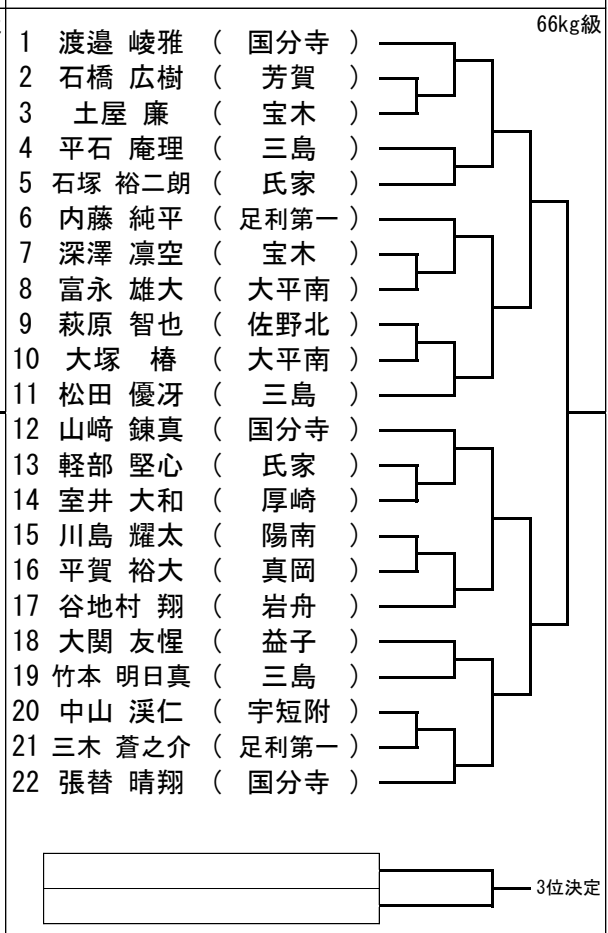 66kg級
1 渡邉 崚雅 ( 国分寺 )
2 石橋 広樹 ( 芳賀 )
3 土屋 廉 ( 宝木 )
4 平石 庵理 ( 三島 )
5 石塚 裕二朗 ( 氏家 )
6 内藤 純平 ( 足利第一 )
7 深澤 凛空 ( 宝木 )
8 富永 雄大 ( 大平南 )
9 萩原 智也 ( 佐野北 )
10 大塚 椿 ( 大平南 )
11 松田 優冴 ( 三島 )
12 山﨑 錬真 ( 国分寺 )
13 軽部 堅心 ( 氏家 )
14 室井 大和 ( 厚崎 )
15 川島 耀太 ( 陽南 )
16 平賀 裕大 ( 真岡 )
17 谷地村 翔 ( 岩舟 )
18 大関 友惺 ( 益子 )
19 竹本 明日真 ( 三島 )
20 中山 渓仁 ( 宇短附 )
21 三木 蒼之介 ( 足利第一 )
22 張替 晴翔 ( 国分寺 )
3位決定